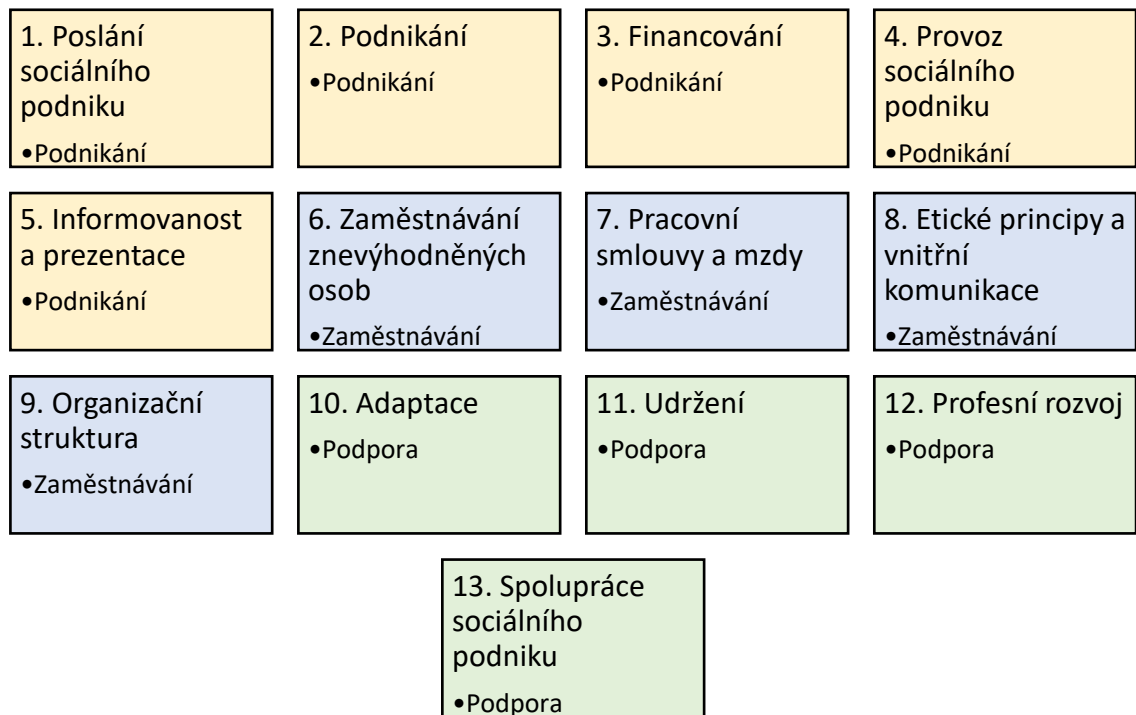 1. Poslání
sociálního
podniku
•Podnikání
2. Podnikání
•Podnikání
3. Financování
•Podnikání
4. Provoz
sociálního
podniku
•Podnikání
5. Informovanost
a prezentace
•Podnikání
6. Zaměstnávání
znevýhodněných
osob
•Zaměstnávání
7. Pracovní
smlouvy a mzdy
•Zaměstnávání
8. Etické principy a
vnitřní
komunikace
•Zaměstnávání
9. Organizační
struktura
•Zaměstnávání
10. Adaptace
•Podpora
11. Udržení
•Podpora
12. Profesní rozvoj
•Podpora
13. Spolupráce
sociálního
podniku
•Podpora